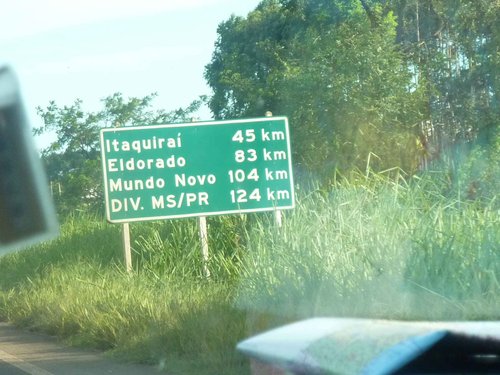 Itaquiraí 45 km
Eldorado 83 km
Mundo Novo 104 km
DIV. MS/PR 124 km